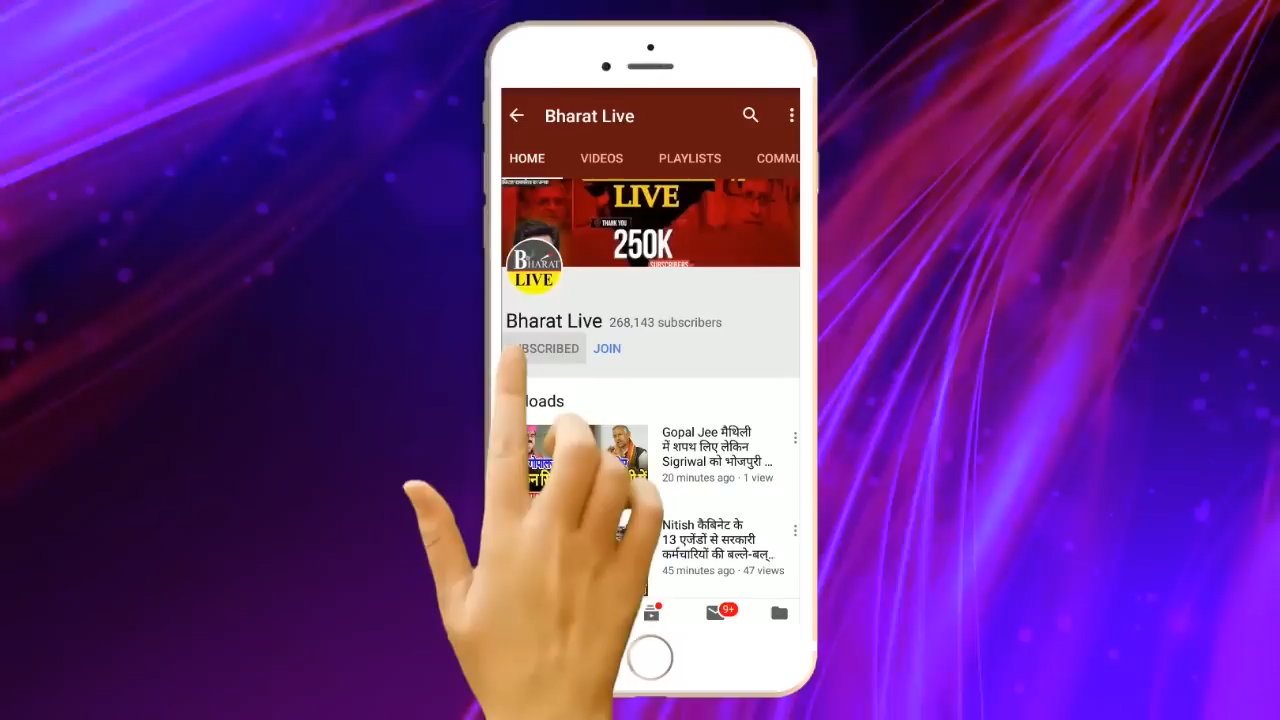 Bharat Live
HOME VIDEOS PLAYLISTS COMMU
LIVE
THANK YOU
250K
SUBSCRIBERS
BHARAT
LIVE
Bharat Live 268,143 subscribers
BSCRIBED JOIN
loads
Gopal Jee मैथिली
में शपथ लिए लेकिन
Sigriwal को भोजपुरी ...
20 minutes ago · 1 view
Nitish कैबिनेट के
13 एजेंडों से सरकारी
कर्मचारियों की बल्ले-बल्..
45 minutes ago · 47 views
9+